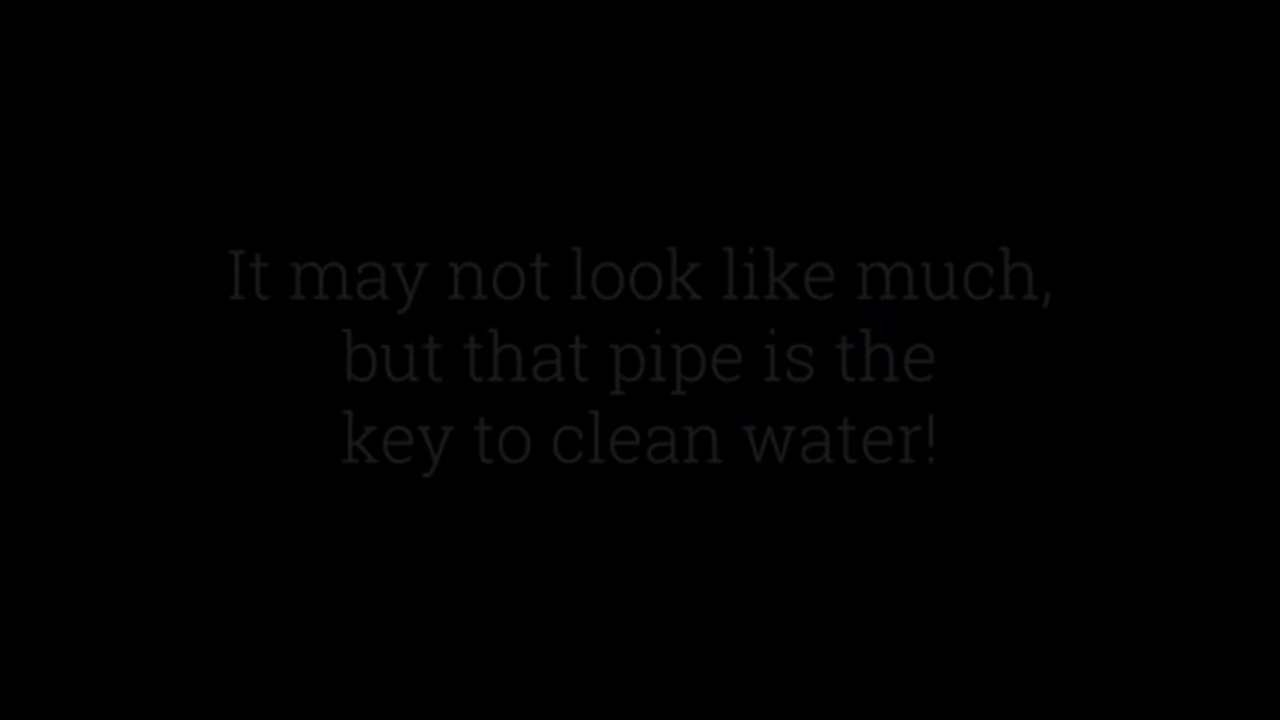 It may not look like much,
but that pipe is the
key to clean water!